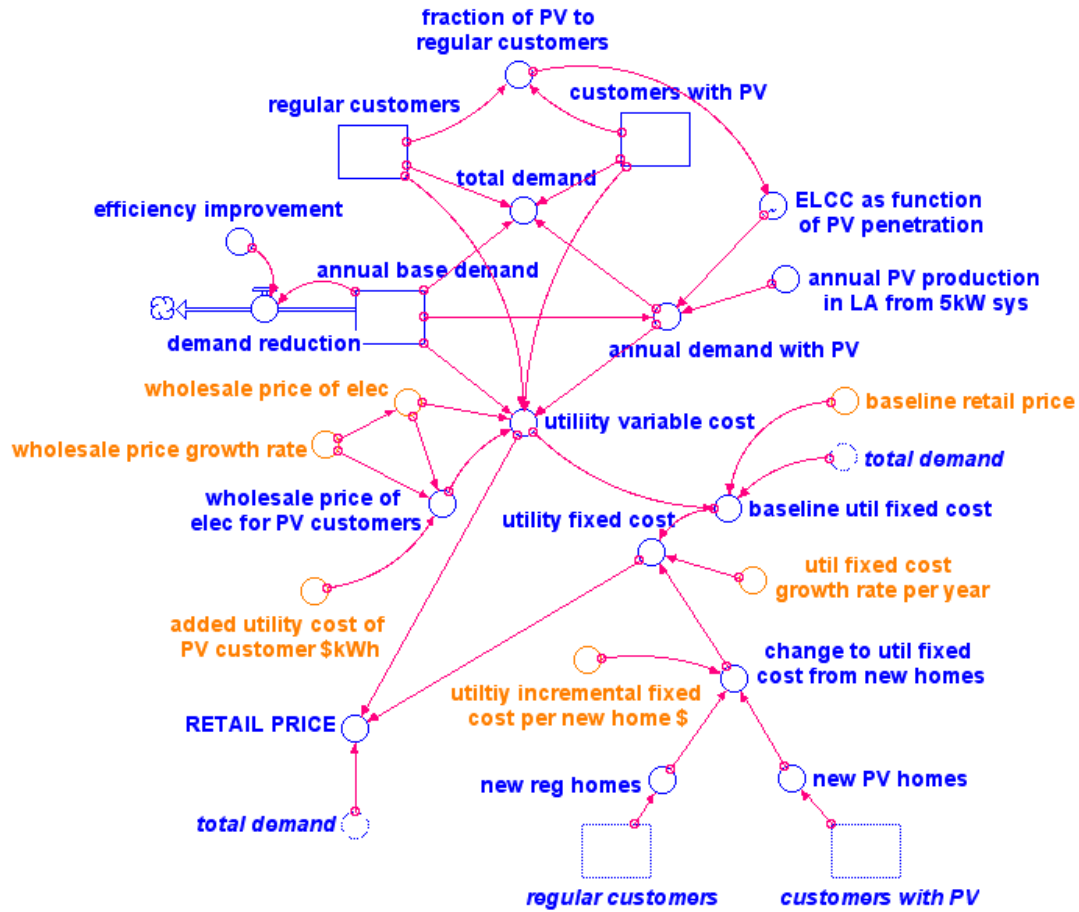 fraction of PV to
regular customers
regular customers
customers with PV
total demand
efficiency improvement
ELCC as function
of PV penetration
annual base demand
annual PV production
in LA from 5kW sys
demand reduction
annual demand with PV
wholesale price of elec
baseline retail price
utiliity variable cost
wholesale price growth rate
total demand
wholesale price of
elec for PV customers
utility fixed cost
baseline util fixed cost
util fixed cost
growth rate per year
added utility cost of
PV customer $kWh
change to util fixed
cost from new homes
utiltiy incremental fixed
cost per new home $
RETAIL PRICE
new reg homes
new PV homes
total demand
regular customers
customers with PV